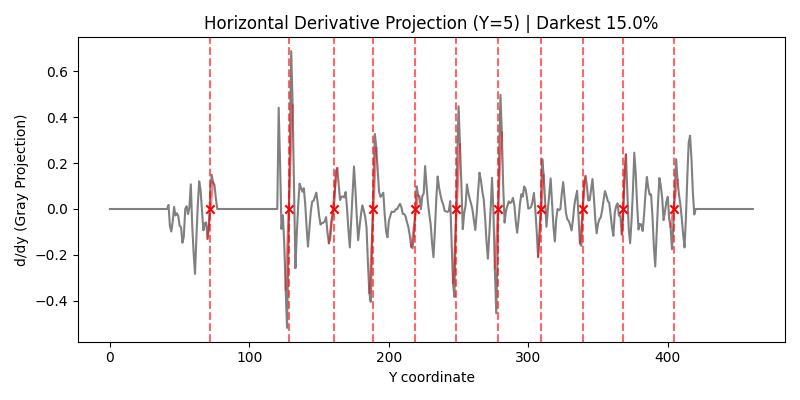 Horizontal Derivative Projection (Y=5) | Darkest 15.0%
d/dy (Gray Projection)
0.6
0.4
0.2
0.0
−0.2
−0.4
0 100 200 300 400
Y coordinate